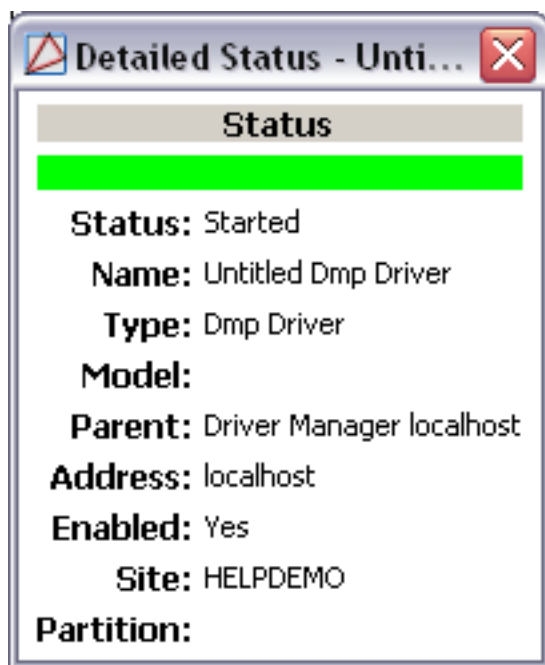 Detailed Status - Unti...
Status
Status: Started
Name: Untitled Dmp Driver
Type: Dmp Driver
Model:
Parent: Driver Manager localhost
Address: localhost
Enabled: Yes
Site: HELPDEMO
Partition: